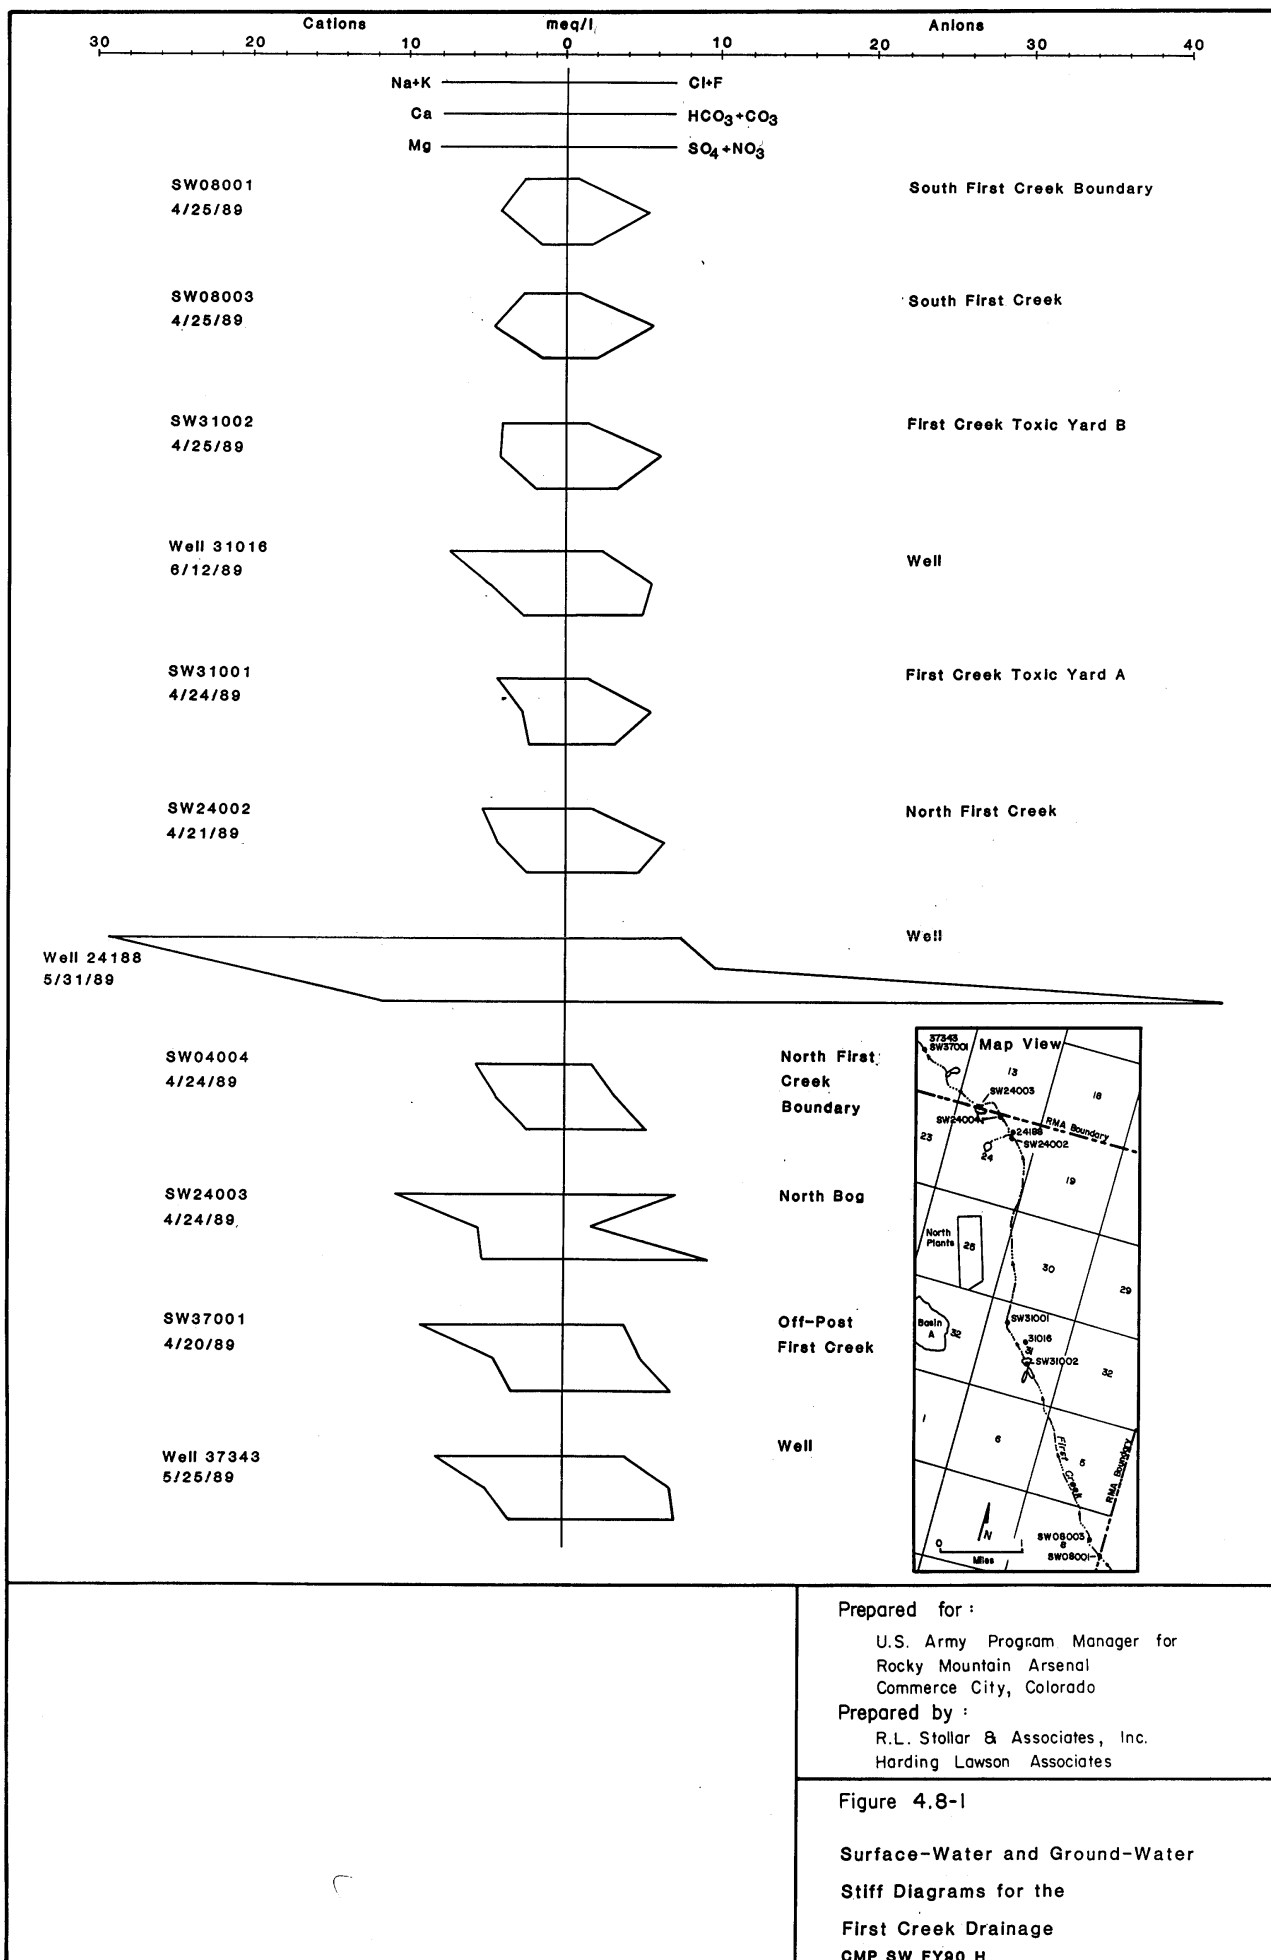 Cations meq/l Anions
30 20 10 0 10 20 30 40
Na+K Cl+F
Ca HCO3+CO3
Mg SO4+NO3
SW08001 South First Creek Boundary
4/25/89
SW08003 South First Creek
4/25/89
SW31002 First Creek Toxic Yard B
4/25/89
Well 31016 Well
6/12/89
SW31001 First Creek Toxic Yard A
4/24/89
SW24002 North First Creek
4/21/89
Well 24188 Well
5/31/89
SW04004 North First
4/24/89 Creek
Boundary
SW24003 North Bog
4/24/89
SW37001 Off-Post
4/20/89 First Creek
Well 37343 Well
5/25/89
37343
SW37001 Map View
13
SW24003
18
SW24004
RMA Boundary
23
24188
SW24002
24
19
North
Plants 25
30
29
SW31001
Basin
A
32
31016
SW31002
32
1
6
5
First Creek
RMA Boundary
N
SW08003
8
SW08001
0 1
Miles
Prepared for :
U.S. Army Program Manager for
Rocky Mountain Arsenal
Commerce City, Colorado
Prepared by :
R.L. Stollar & Associates, Inc.
Harding Lawson Associates
Figure 4.8-1
Surface-Water and Ground-Water
Stiff Diagrams for the
First Creek Drainage
CMP SW FY90 H